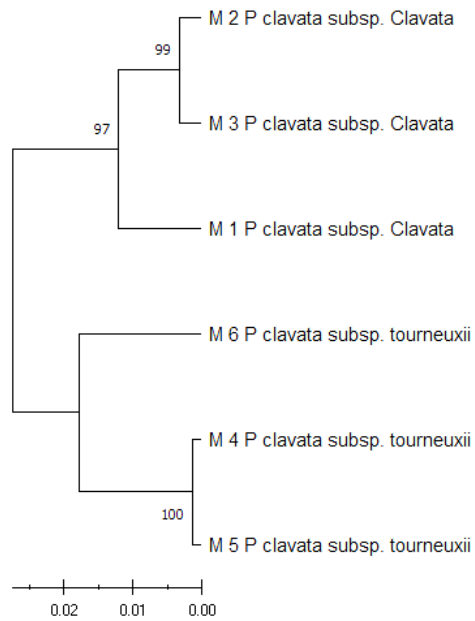 M 2 P clavata subsp. Clavata
99
M 3 P clavata subsp. Clavata
97
M 1 P clavata subsp. Clavata
M 6 P clavata subsp. tourneuxii
M 4 P clavata subsp. tourneuxii
100
M 5 P clavata subsp. tourneuxii
0.02 0.01 0.00